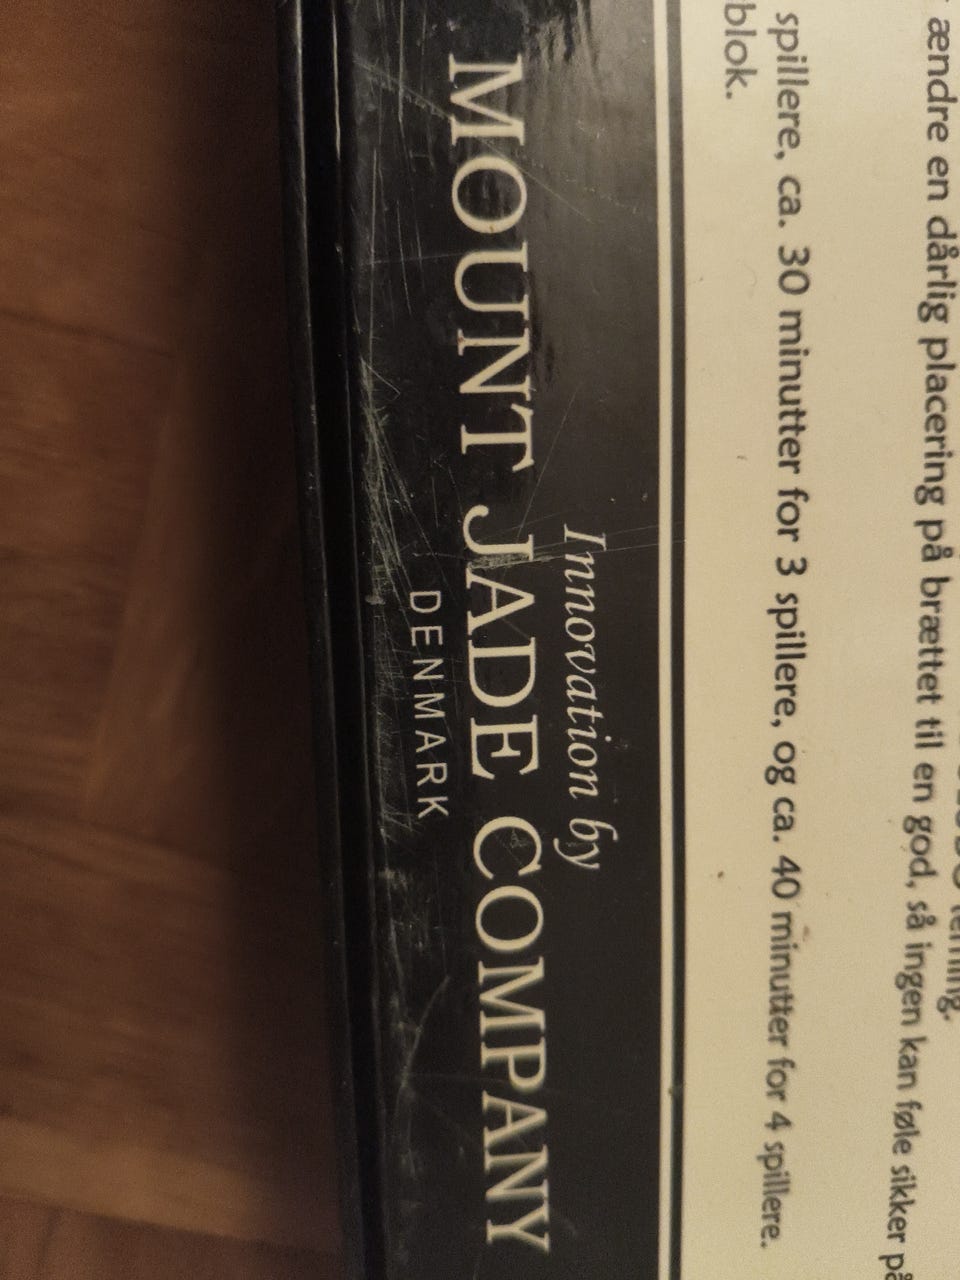 ændre en dårlig placering på brættet til en god, så ingen kan føle sikker på
spillere, ca. 30 minutter for 3 spillere, og ca. 40 minutter for 4 spillere.
blok.
Innovation by
MOUNT JADE COMPANY
DENMARK